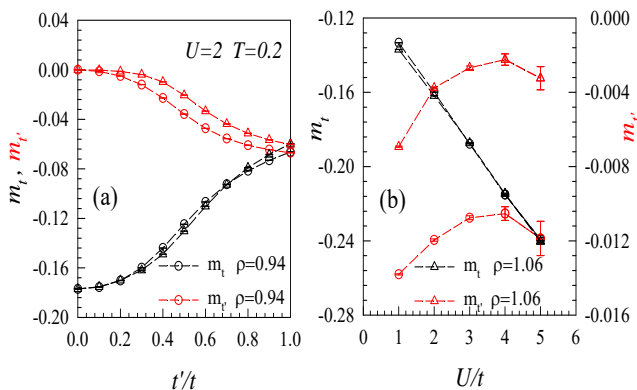 U=2 T=0.2
(a)
m_t, m_t'
0.00
-0.04
-0.08
-0.12
-0.16
-0.20
0.0 0.2 0.4 0.6 0.8 1.0
t'/t
m_t ρ=0.94
m_t' ρ=0.94
(b)
m_t
-0.12
-0.16
-0.20
-0.24
-0.28
0 1 2 3 4 5 6
U/t
m_t ρ=1.06
m_t' ρ=1.06
0.000
-0.004
-0.008
-0.012
-0.016
m_t'